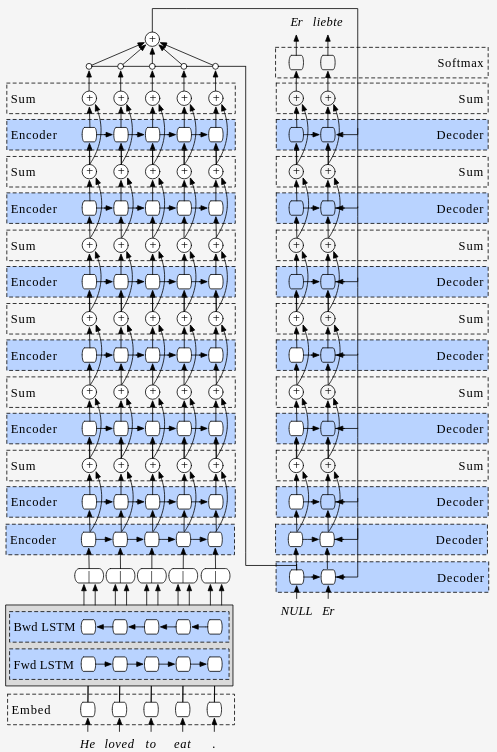 Sum
Encoder
Sum
Encoder
Sum
Encoder
Sum
Encoder
Sum
Encoder
Sum
Encoder
Encoder
Bwd LSTM
Fwd LSTM
Embed
He loved to eat .
Er liebte
Softmax
Sum
Decoder
Sum
Decoder
Sum
Decoder
Sum
Decoder
Sum
Decoder
Sum
Decoder
Decoder
Decoder
NULL Er